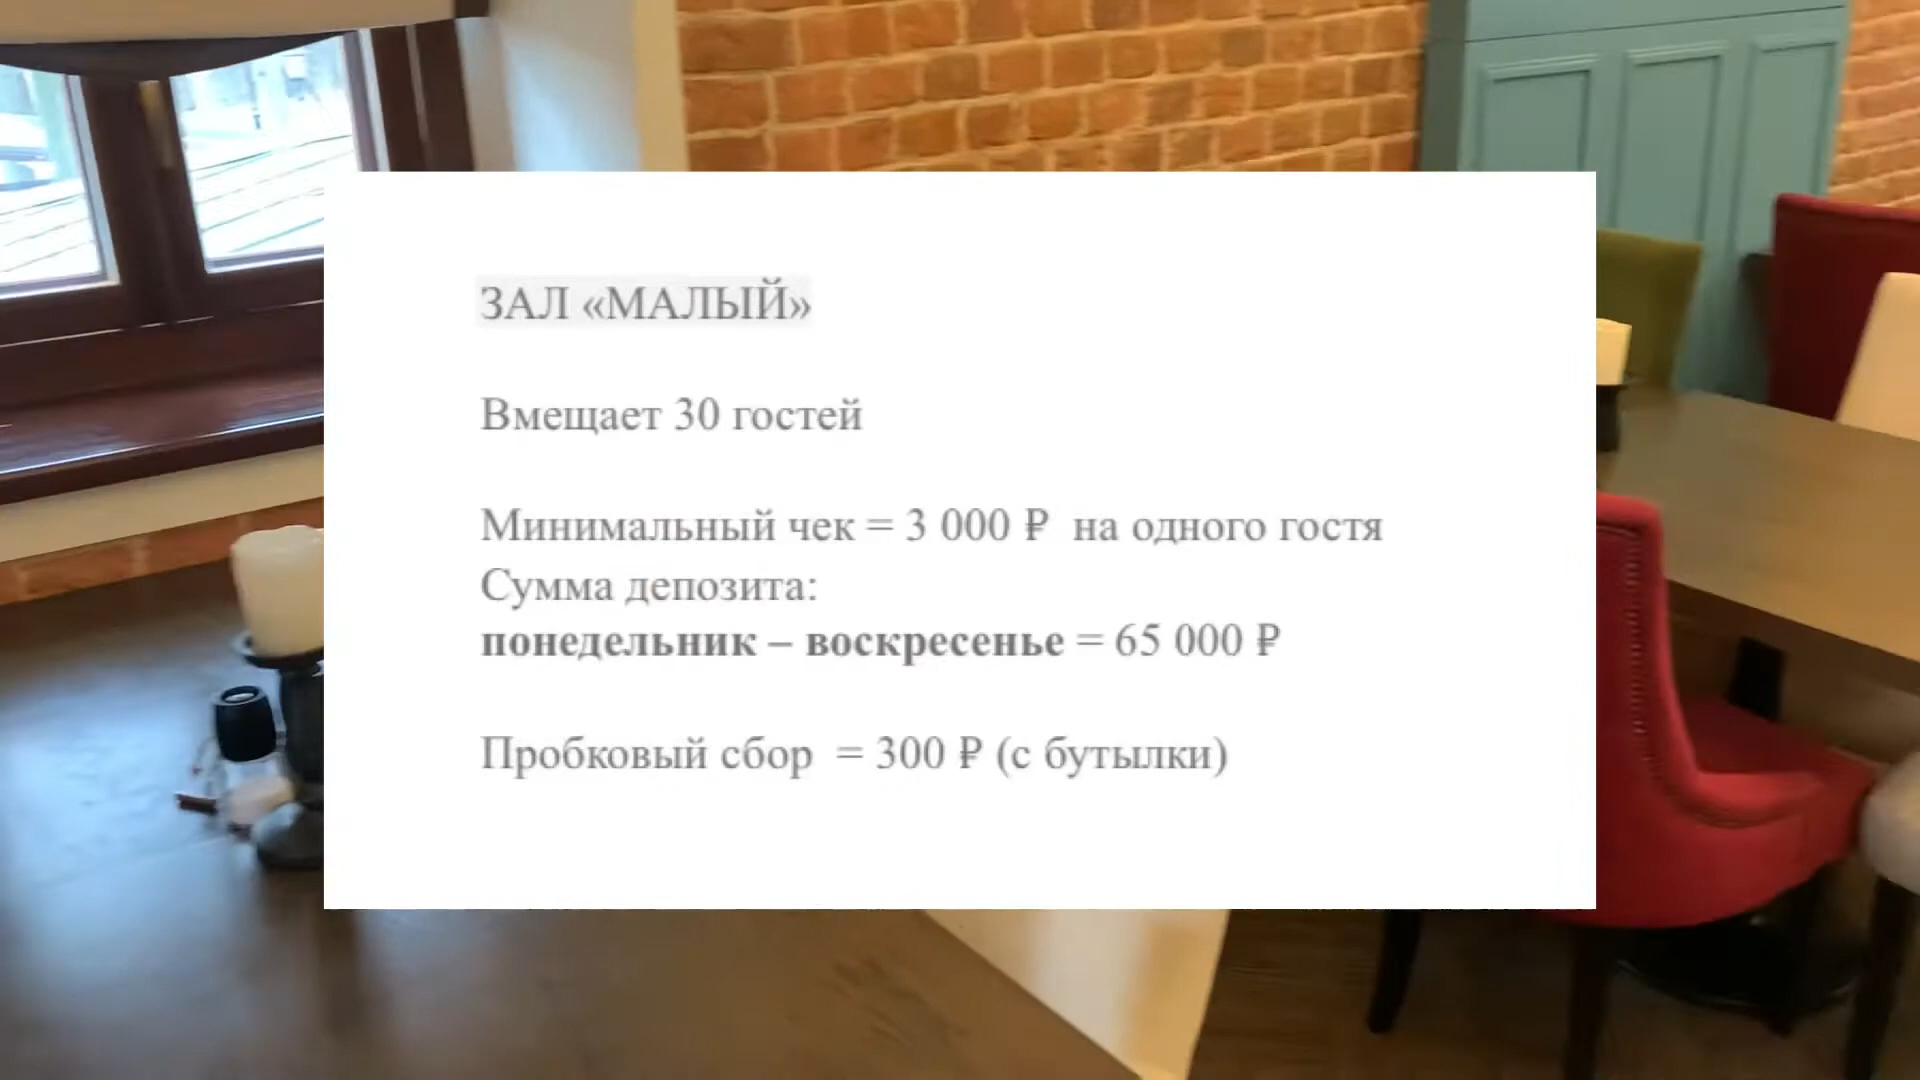 ЗАЛ «МАЛЫЙ»
Вмещает 30 гостей
Минимальный чек = 3 000 ₽ на одного гостя
Сумма депозита:
понедельник – воскресенье = 65 000 ₽
Пробковый сбор = 300 ₽ (с бутылки)